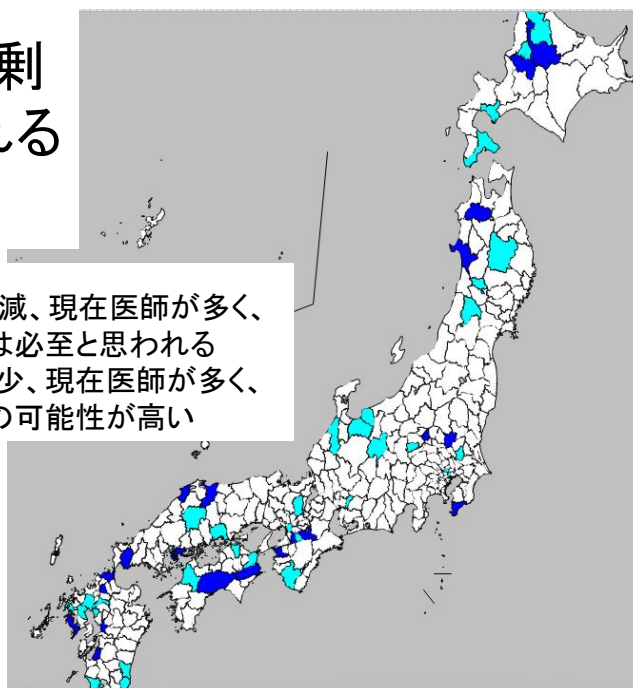 剰
れる
減、現在医師が多く、
は必至と思われる
少、現在医師が多く、
の可能性が高い